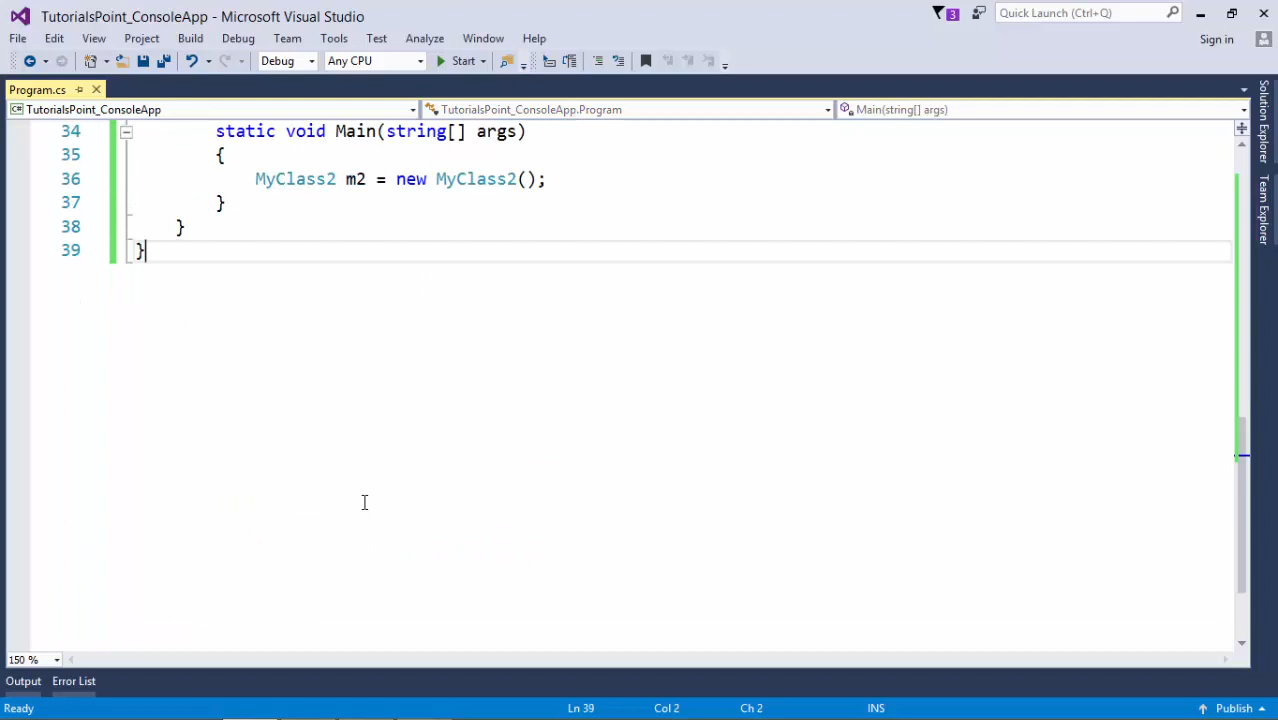 TutorialsPoint_ConsoleApp - Microsoft Visual Studio
3
Quick Launch (Ctrl+Q)
File Edit View Project Build Debug Team Tools Test Analyze Window Help
Sign in
Debug Any CPU Start
Program.cs
TutorialsPoint_ConsoleApp TutorialsPoint_ConsoleApp.Program Main(string[] args)
34 static void Main(string[] args)
35 {
36 MyClass2 m2 = new MyClass2();
37 }
38 }
39 }
Solution Explorer
Team Explorer
150 %
Output Error List
Ready Ln 39 Col 2 Ch 2 INS Publish